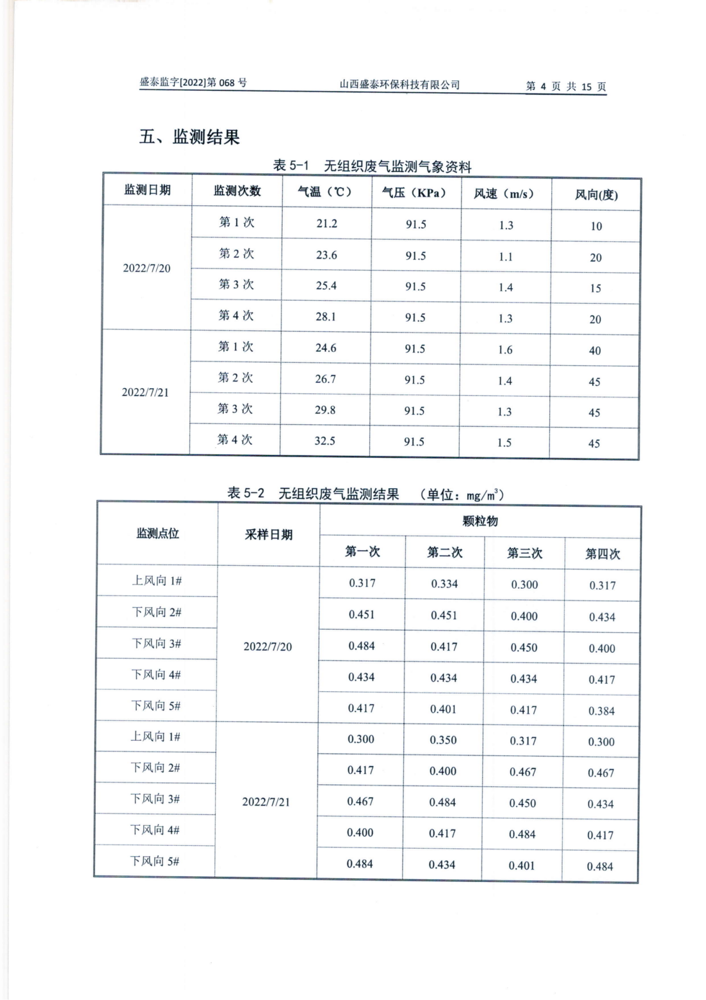 盛泰监字[2022]第 068 号 山西盛泰环保科技有限公司 第 4 页 共 15 页
五、监测结果
表 5-1 无组织废气监测气象资料
监测日期 监测次数 气温（℃） 气压（KPa） 风速（m/s） 风向(度)
2022/7/20
第 1 次 21.2 91.5 1.3 10
第 2 次 23.6 91.5 1.1 20
第 3 次 25.4 91.5 1.4 15
第 4 次 28.1 91.5 1.3 20
2022/7/21
第 1 次 24.6 91.5 1.6 40
第 2 次 26.7 91.5 1.4 45
第 3 次 29.8 91.5 1.3 45
第 4 次 32.5 91.5 1.5 45
表 5-2 无组织废气监测结果 （单位：mg/m³）
监测点位 采样日期 颗粒物
第一次 第二次 第三次 第四次
2022/7/20
上风向 1# 0.317 0.334 0.300 0.317
下风向 2# 0.451 0.451 0.400 0.434
下风向 3# 0.484 0.417 0.450 0.400
下风向 4# 0.434 0.434 0.434 0.417
下风向 5# 0.417 0.401 0.417 0.384
2022/7/21
上风向 1# 0.300 0.350 0.317 0.300
下风向 2# 0.417 0.400 0.467 0.467
下风向 3# 0.467 0.484 0.450 0.434
下风向 4# 0.400 0.417 0.484 0.417
下风向 5# 0.484 0.434 0.401 0.484